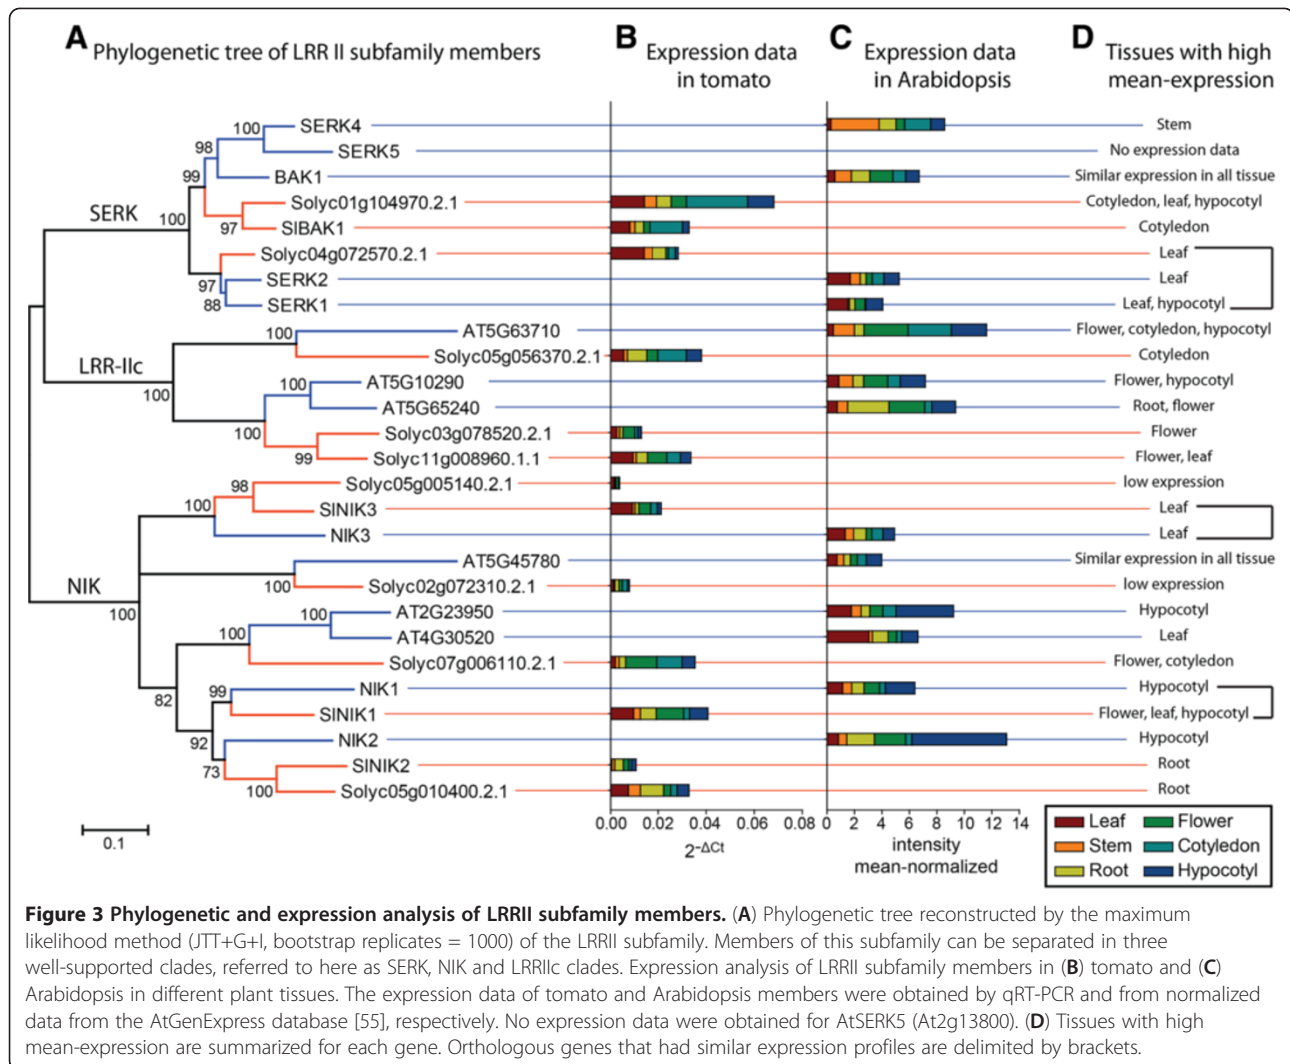 A Phylogenetic tree of LRR II subfamily members
B Expression data in tomato
C Expression data in Arabidopsis
D Tissues with high mean-expression
SERK
LRR-IIc
NIK
100 SERK4 Stem
98 SERK5 No expression data
99 BAK1 Similar expression in all tissue
100 Solyc01g104970.2.1 Cotyledon, leaf, hypocotyl
97 SlBAK1 Cotyledon
Solyc04g072570.2.1 Leaf
97 SERK2 Leaf
88 SERK1 Leaf, hypocotyl
100 AT5G63710 Flower, cotyledon, hypocotyl
Solyc05g056370.2.1 Cotyledon
100 100 AT5G10290 Flower, hypocotyl
AT5G65240 Root, flower
100 Solyc03g078520.2.1 Flower
99 Solyc11g008960.1.1 Flower, leaf
98 Solyc05g005140.2.1 low expression
100 SlNIK3 Leaf
NIK3 Leaf
AT5G45780 Similar expression in all tissue
100 Solyc02g072310.2.1 low expression
100 100 AT2G23950 Hypocotyl
100 AT4G30520 Leaf
Solyc07g006110.2.1 Flower, cotyledon
82 99 NIK1 Hypocotyl
SlNIK1 Flower, leaf, hypocotyl
92 NIK2 Hypocotyl
73 SlNIK2 Root
100 Solyc05g010400.2.1 Root
0.1
0.00 0.02 0.04 0.06 0.08
2-ΔCt
0 2 4 6 8 10 12 14
intensity
mean-normalized
Leaf Flower
Stem Cotyledon
Root Hypocotyl
Figure 3 Phylogenetic and expression analysis of LRRII subfamily members. (A) Phylogenetic tree reconstructed by the maximum
likelihood method (JTT+G+I, bootstrap replicates = 1000) of the LRRII subfamily. Members of this subfamily can be separated in three
well-supported clades, referred to here as SERK, NIK and LRRIIc clades. Expression analysis of LRRII subfamily members in (B) tomato and (C)
Arabidopsis in different plant tissues. The expression data of tomato and Arabidopsis members were obtained by qRT-PCR and from normalized
data from the AtGenExpress database [55], respectively. No expression data were obtained for AtSERK5 (At2g13800). (D) Tissues with high
mean-expression are summarized for each gene. Orthologous genes that had similar expression profiles are delimited by brackets.